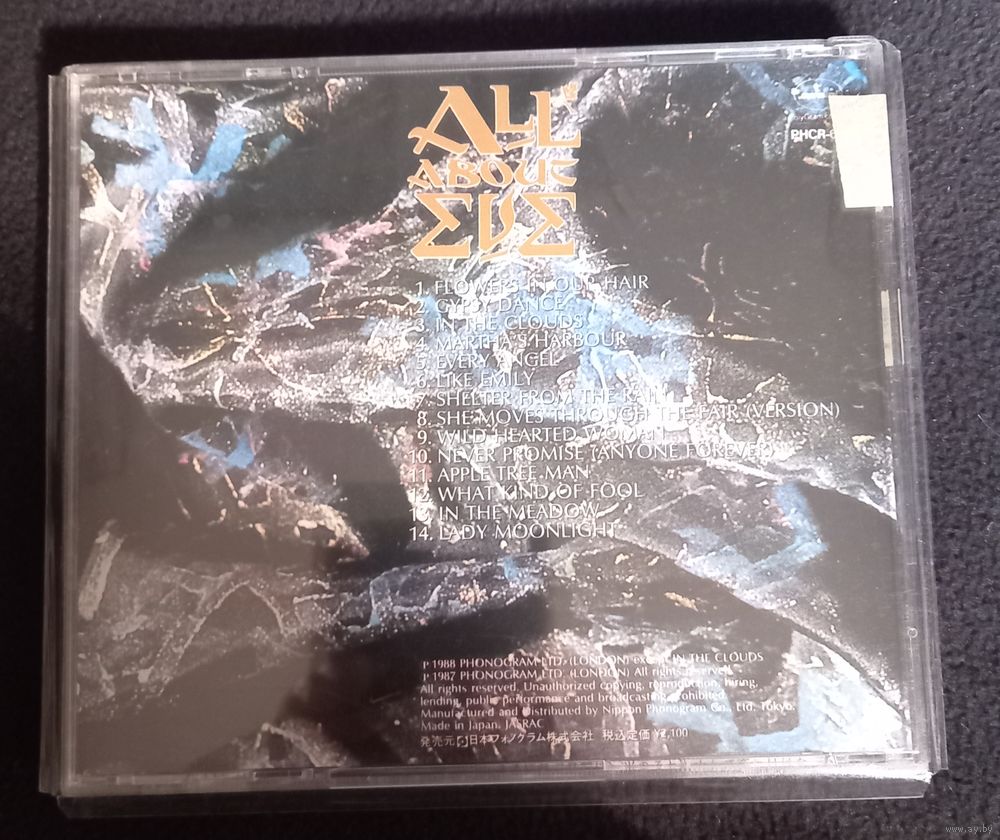 ALL
ABOUT
EVE
PHCR-
1. FLOWERS IN OUR HAIR
2. GYPSY DANCE
3. IN THE CLOUDS
4. MARTHA'S HARBOUR
5. EVERY ANGEL
6. LIKE EMILY
7. SHELTER FROM THE RAIN
8. SHE MOVES THROUGH THE FAIR (VERSION)
9. WILD HEARTED WOMAN
10. NEVER PROMISE (ANYONE FOREVER)
11. APPLE TREE MAN
12. WHAT KIND OF FOOL
13. IN THE MEADOW
14. LADY MOONLIGHT
P 1988 PHONOGRAM LTD. (LONDON) except IN THE CLOUDS
P 1987 PHONOGRAM LTD. (LONDON) All rights reserved.
All rights reserved. Unauthorized copying, reproduction, hiring,
lending, public performance and broadcasting prohibited.
Manufactured and distributed by Nippon Phonogram Co., Ltd. Tokyo.
Made in Japan. JASRAC
発売元 日本フォノグラム株式会社 税込定価 ¥2,100
www.ay.by